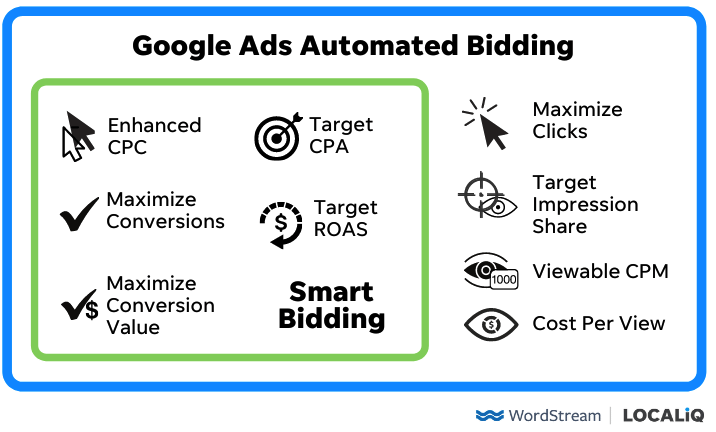 Google Ads Automated Bidding
Enhanced
CPC
Target
CPA
Maximize
Conversions
$
Target
ROAS
$
Maximize
Conversion
Value
Smart
Bidding
Maximize
Clicks
Target
Impression
Share
1000
Viewable CPM
$
Cost Per View
WordStream
LOCALiQ